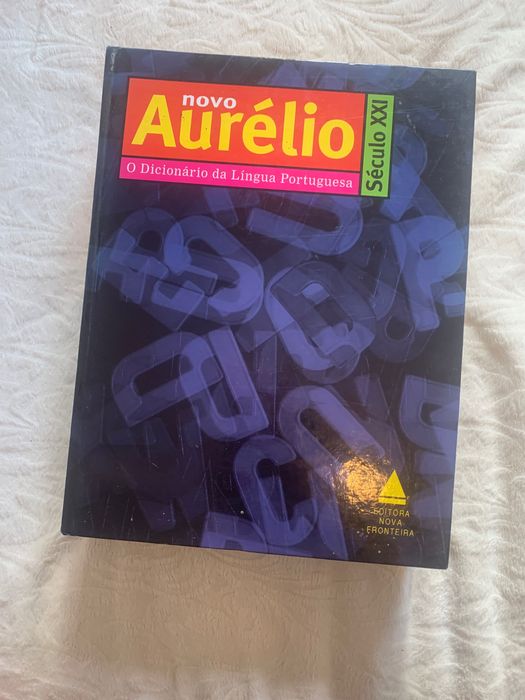 novo
Aurélio
Século XXI
O Dicionário da Língua Portuguesa
EDITORA
NOVA
FRONTEIRA